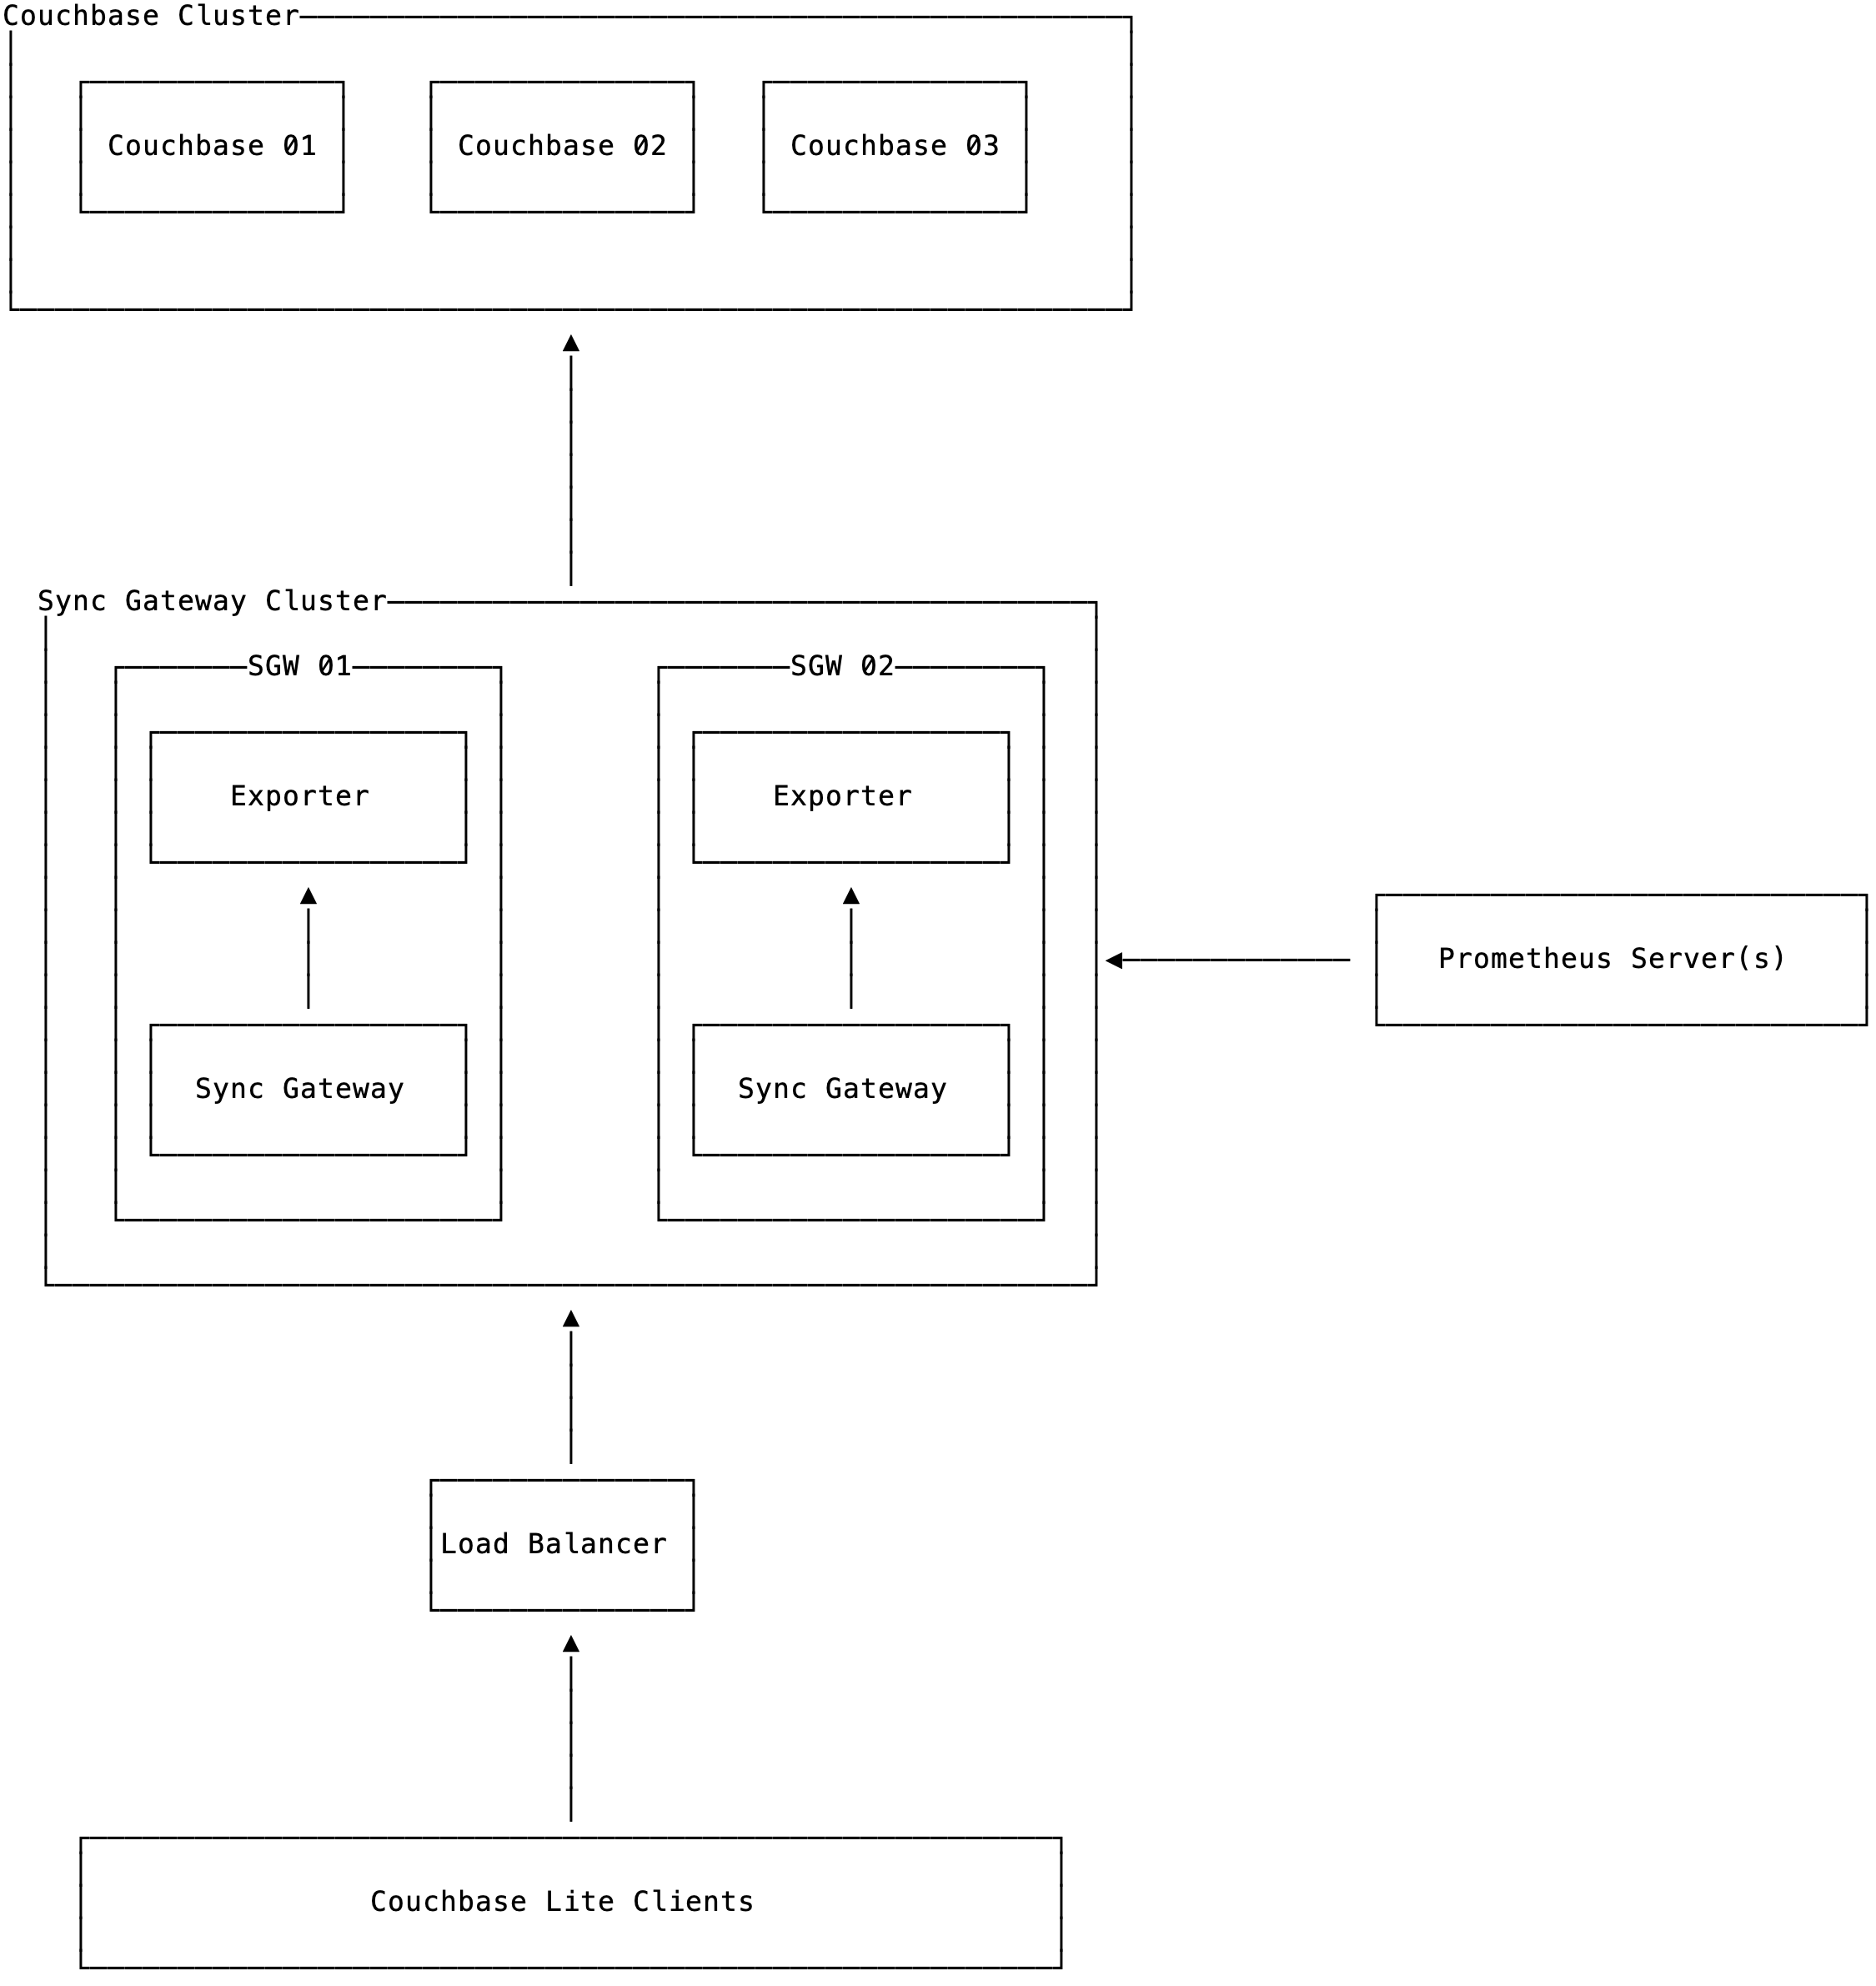 Couchbase Cluster
Couchbase 01
Couchbase 02
Couchbase 03
Sync Gateway Cluster
SGW 01
SGW 02
Exporter
Exporter
Prometheus Server(s)
Sync Gateway
Sync Gateway
Load Balancer
Couchbase Lite Clients